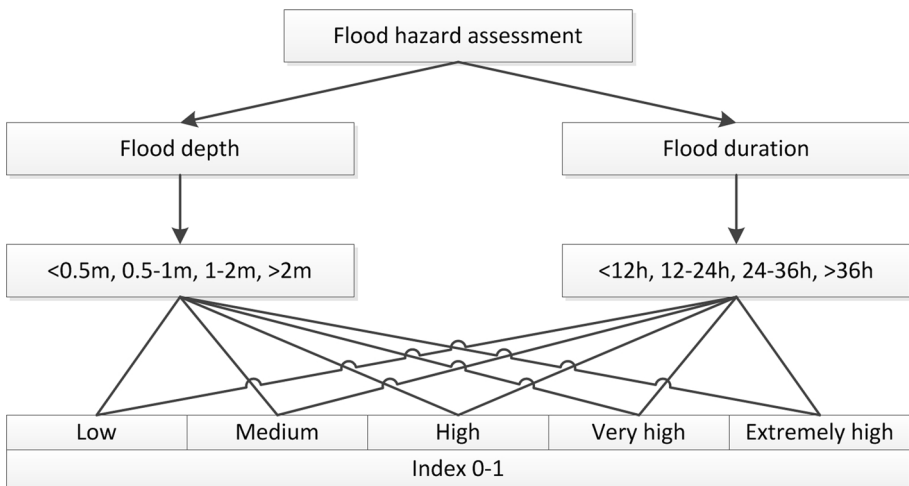 Flood hazard assessment
Flood depth
Flood duration
<0.5m, 0.5-1m, 1-2m, >2m
<12h, 12-24h, 24-36h, >36h
Low
Medium
High
Very high
Extremely high
Index 0-1